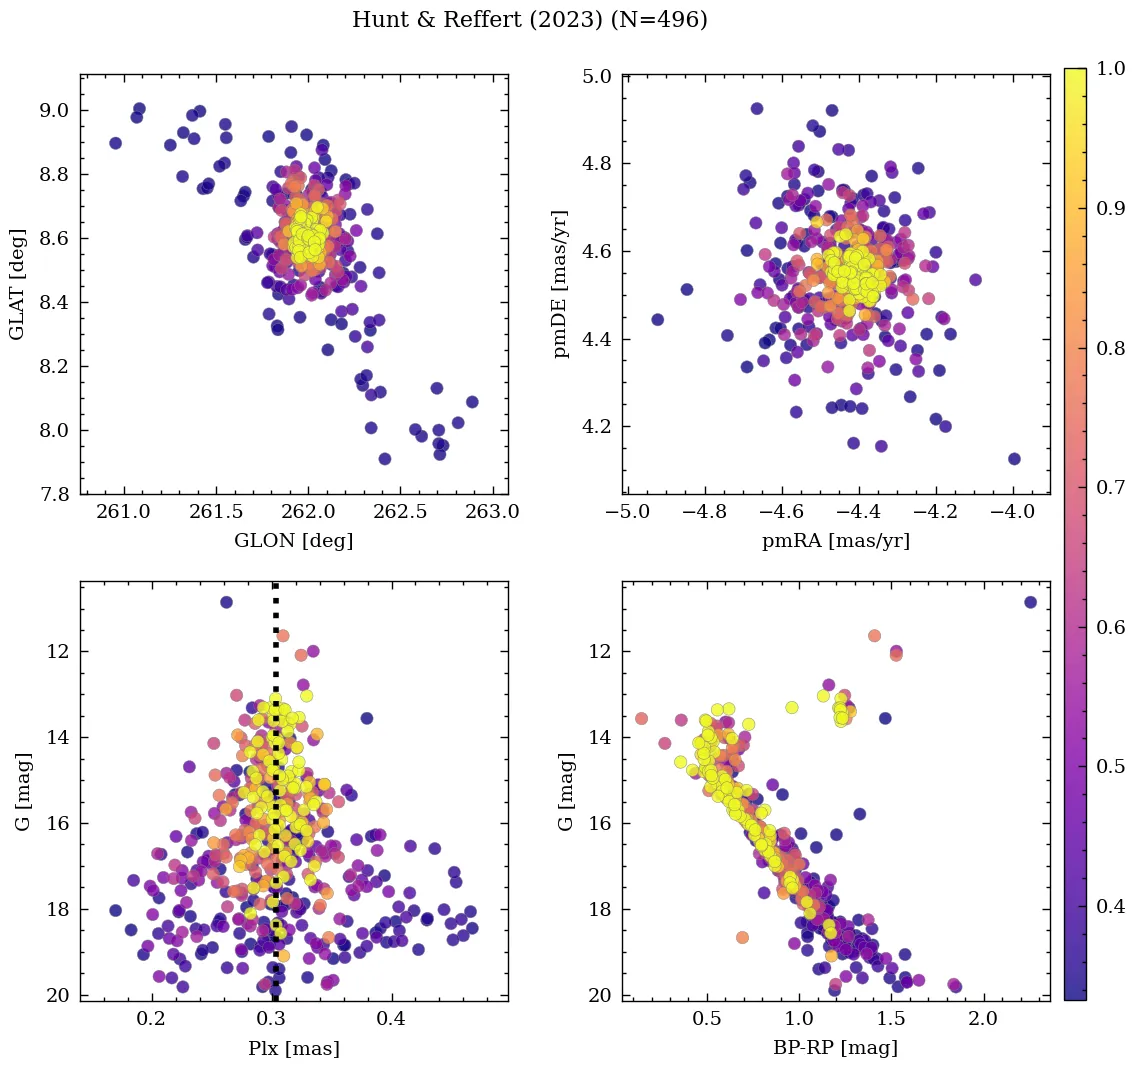 Hunt & Reffert (2023) (N=496)
9.0
8.8
8.6
8.4
8.2
8.0
7.8
GLAT [deg]
261.0 261.5 262.0 262.5 263.0
GLON [deg]
5.0
4.8
4.6
4.4
4.2
pmDE [mas/yr]
−5.0 −4.8 −4.6 −4.4 −4.2 −4.0
pmRA [mas/yr]
12
14
16
18
20
G [mag]
0.2 0.3 0.4
Plx [mas]
12
14
16
18
20
G [mag]
0.5 1.0 1.5 2.0
BP-RP [mag]
1.0
0.9
0.8
0.7
0.6
0.5
0.4